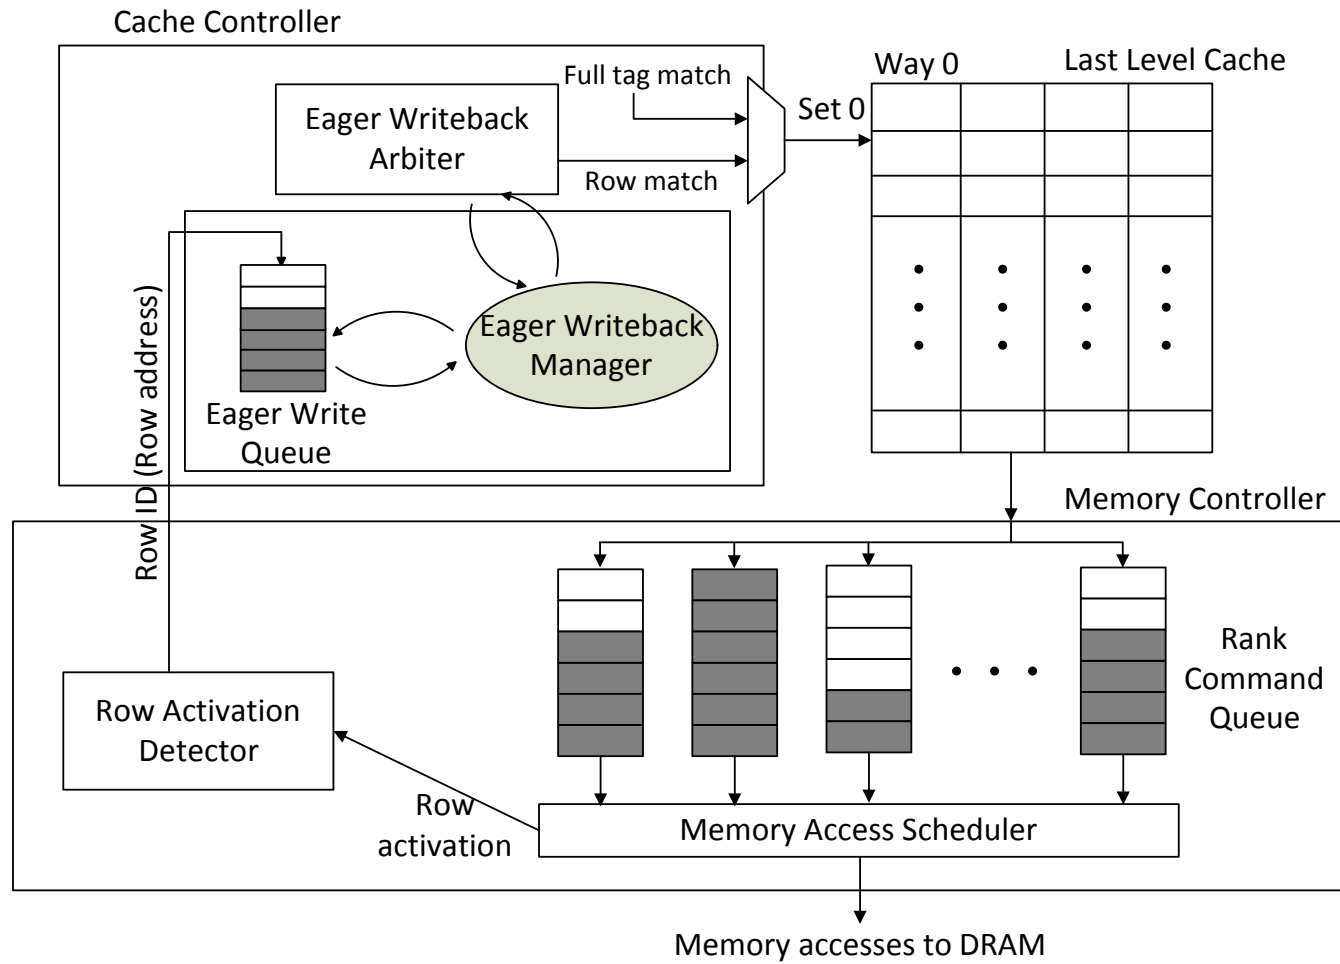 Cache Controller
Full tag match
Way 0
Last Level Cache
Eager Writeback
Arbiter
Set 0
Row match
Eager Writeback
Manager
Eager Write
Queue
Row ID (Row address)
Memory Controller
Rank
Command
Queue
Row Activation
Detector
Row
activation
Memory Access Scheduler
Memory accesses to DRAM